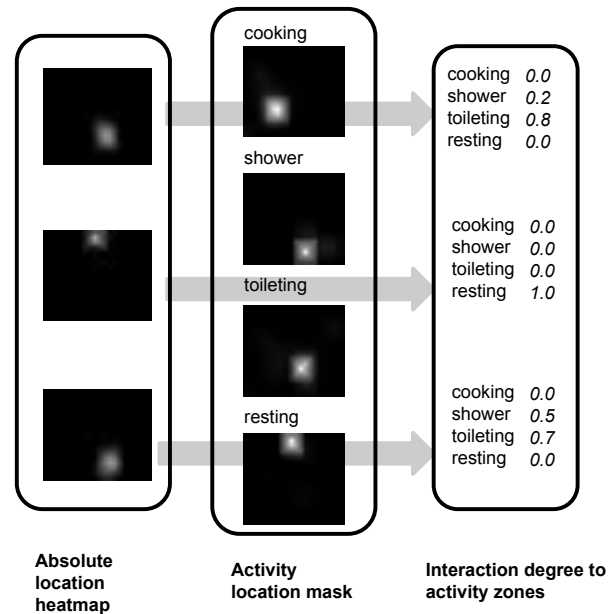 cooking
shower
toileting
resting
cooking 0.0
shower 0.2
toileting 0.8
resting 0.0
cooking 0.0
shower 0.0
toileting 0.0
resting 1.0
cooking 0.0
shower 0.5
toileting 0.7
resting 0.0
Absolute
location
heatmap
Activity
location mask
Interaction degree to
activity zones